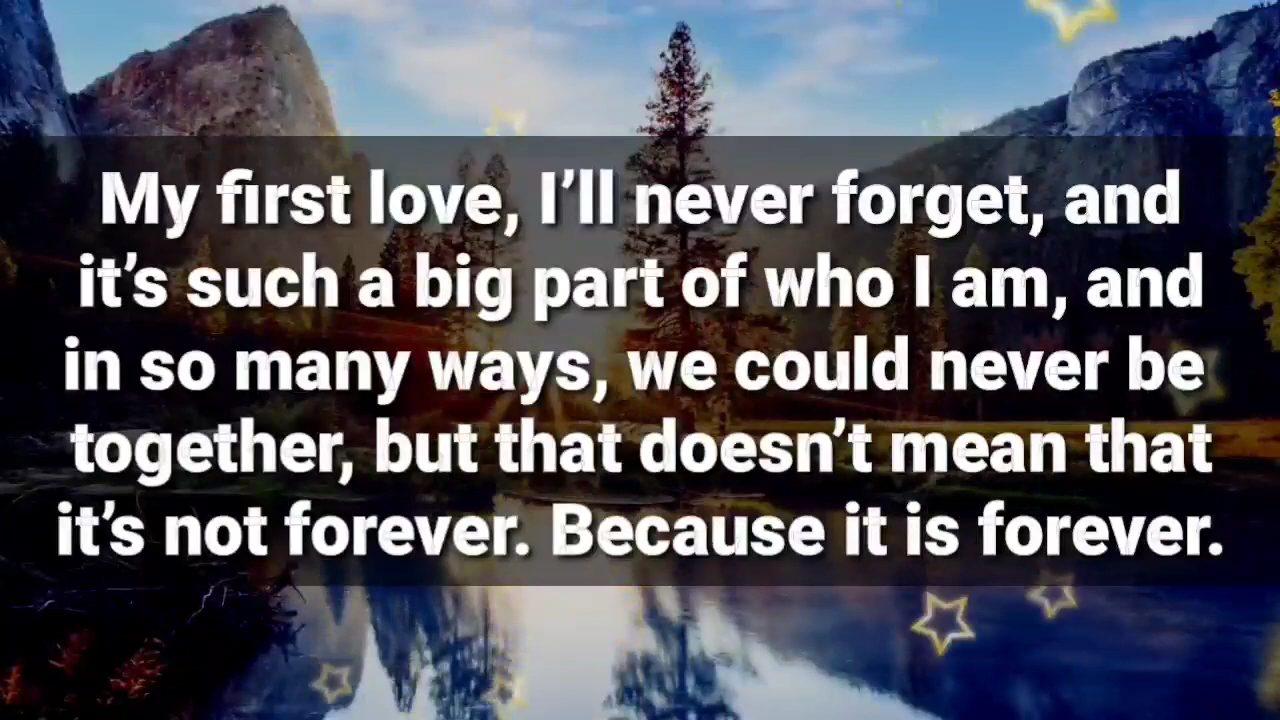 My first love, I’ll never forget, and
it’s such a big part of who I am, and
in so many ways, we could never be
together, but that doesn’t mean that
it’s not forever. Because it is forever.